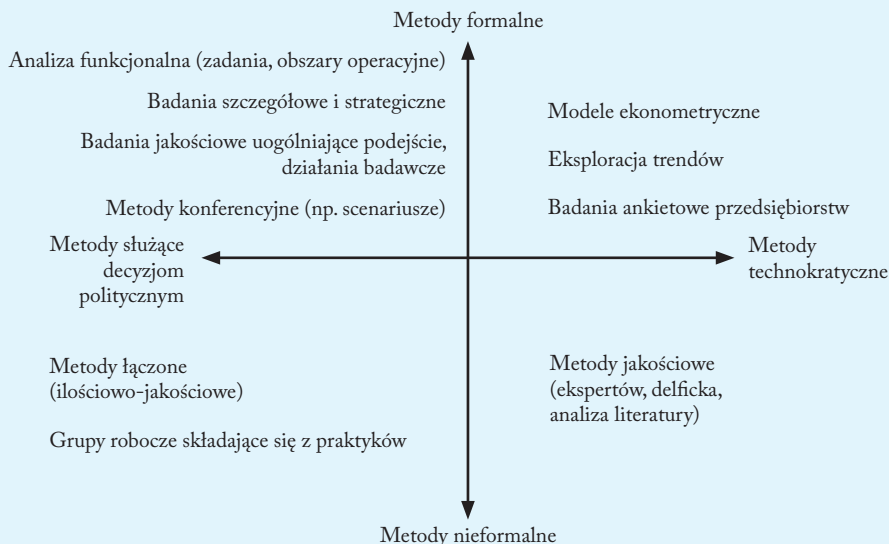 Metody formalne
Analiza funkcjonalna (zadania, obszary operacyjne)
Badania szczegółowe i strategiczne
Badania jakościowe uogólniające podejście,
działania badawcze
Metody konferencyjne (np. scenariusze)
Modele ekonometryczne
Eksploracja trendów
Badania ankietowe przedsiębiorstw
Metody służące
decyzjom
politycznym
Metody
technokratyczne
Metody łączone
(ilościowo-jakościowe)
Grupy robocze składające się z praktyków
Metody jakościowe
(ekspertów, delficka,
analiza literatury)
Metody nieformalne